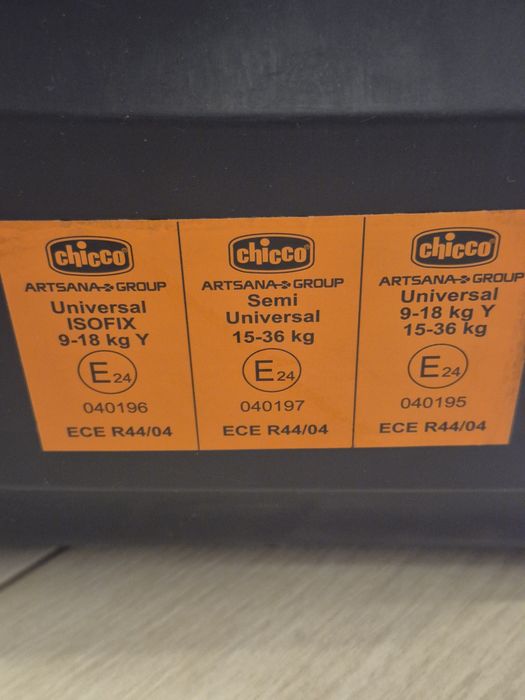 chicco
ARTSANA GROUP
Universal
ISOFIX
9-18 kg Y
E24
040196
ECE R44/04
chicco
ARTSANA GROUP
Semi
Universal
15-36 kg
E24
040197
ECE R44/04
chicco
ARTSANA GROUP
Universal
9-18 kg Y
15-36 kg
E24
040195
ECE R44/04